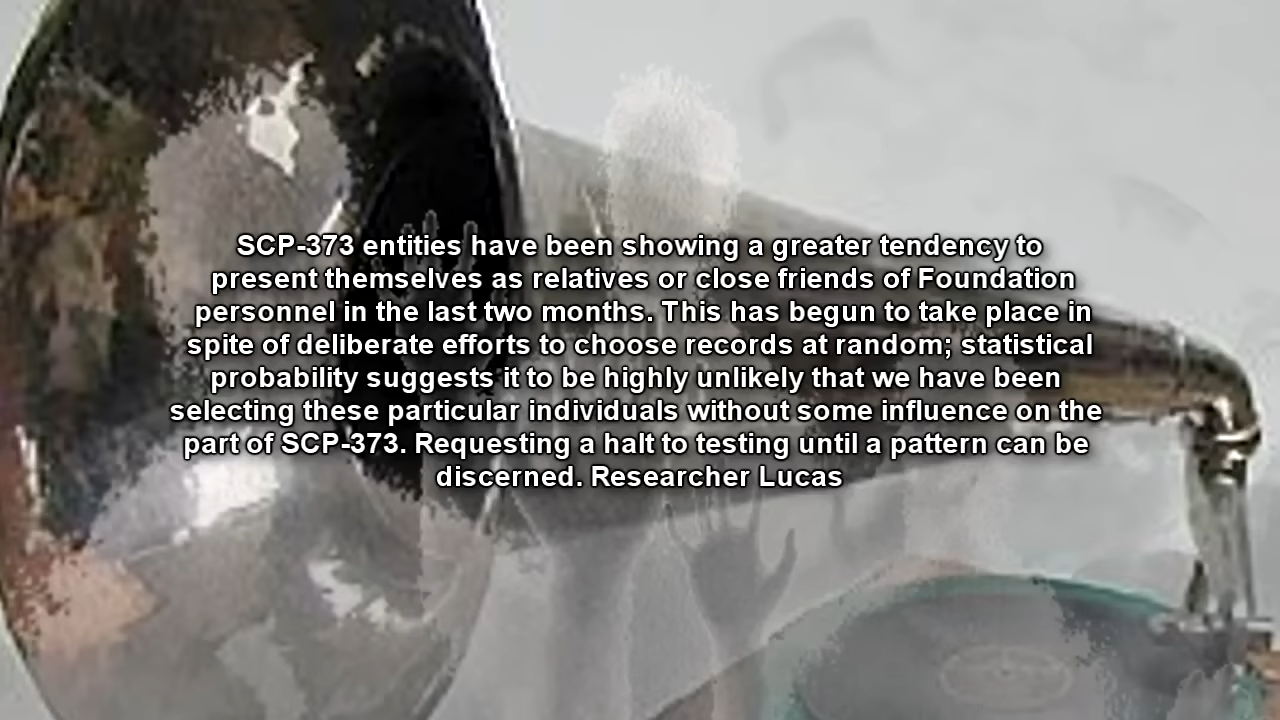 SCP-373 entities have been showing a greater tendency to
present themselves as relatives or close friends of Foundation
personnel in the last two months. This has begun to take place in
spite of deliberate efforts to choose records at random; statistical
probability suggests it to be highly unlikely that we have been
selecting these particular individuals without some influence on the
part of SCP-373. Requesting a halt to testing until a pattern can be
discerned. Researcher Lucas